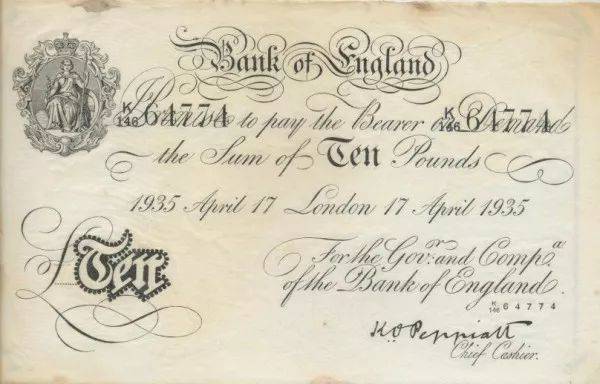 Bank of England
K/146 64774 K/146 64774
I Promise to pay the Bearer on Demand
the Sum of Ten Pounds
1935 April 17 London 17 April 1935
For the Govr. and Compa.
of the Bank of England.
K/146 64774
£Ten
K.O. Peppiatt
Chief Cashier.